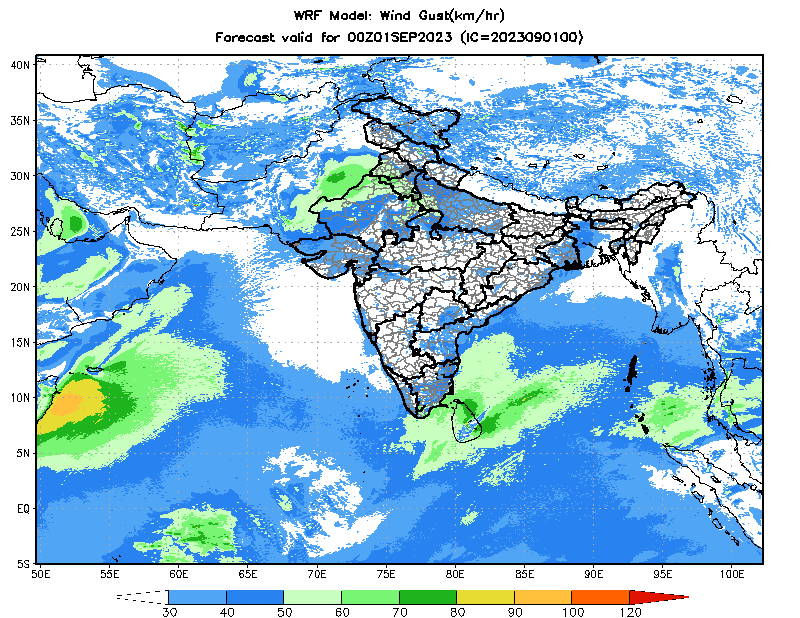 WRF Model: Wind Gust(km/hr)
Forecast valid for 00Z01SEP2023 (IC=2023090100)
40N
35N
30N
25N
20N
15N
10N
5N
EQ
5S
50E 55E 60E 65E 70E 75E 80E 85E 90E 95E 100E
30 40 50 60 70 80 90 100 120